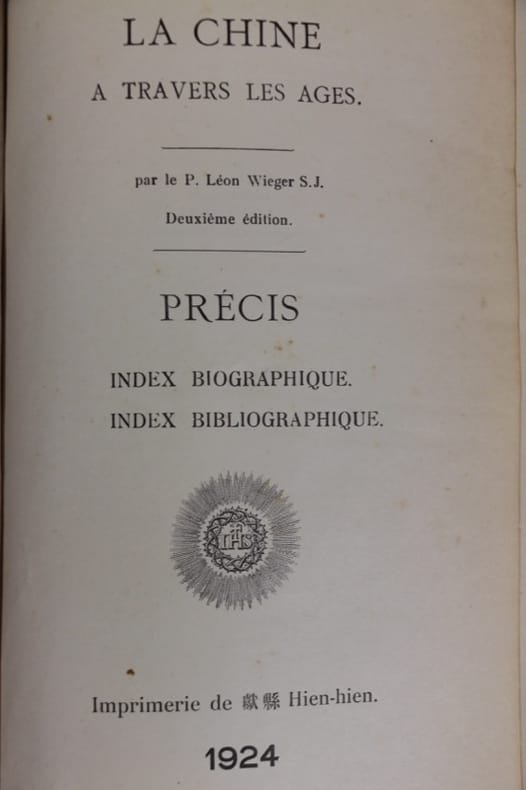 LA CHINE
A TRAVERS LES AGES.
par le P. Léon Wieger S.J.
Deuxième édition.
PRÉCIS
INDEX BIOGRAPHIQUE.
INDEX BIBLIOGRAPHIQUE.
IHS
Imprimerie de 獻縣 Hien-hien.
1924